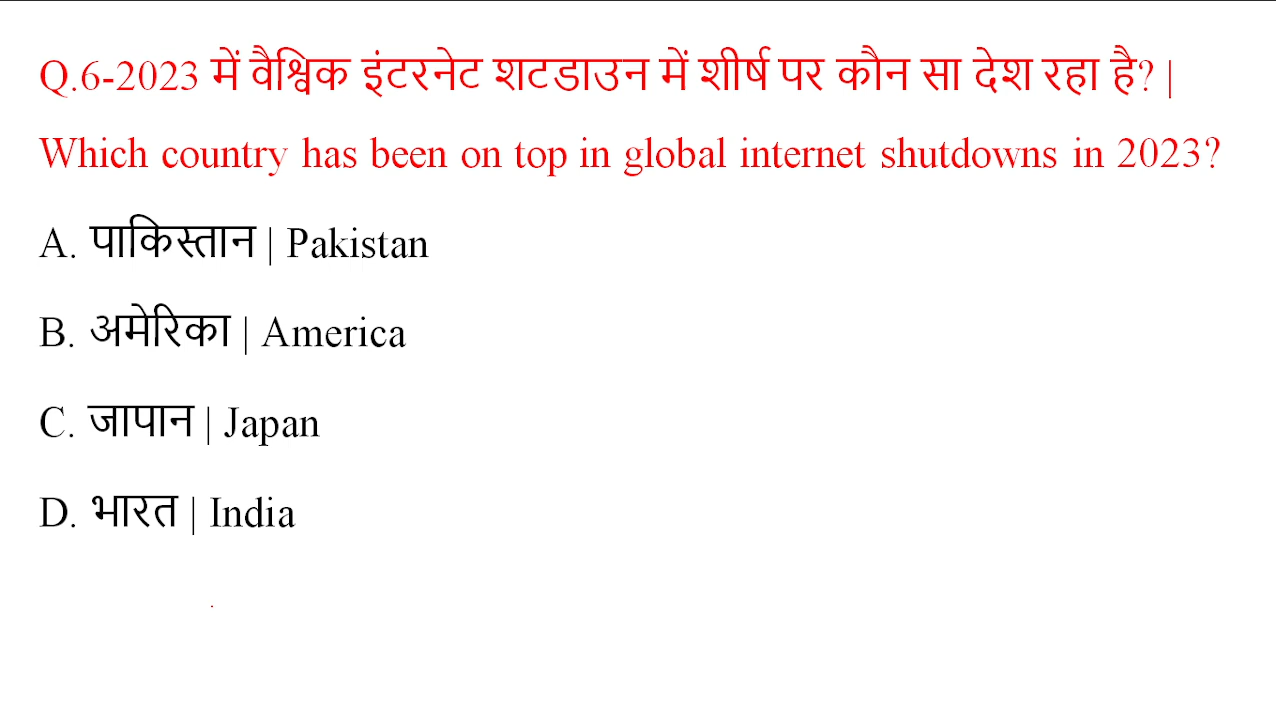 Q.6-2023 में वैश्विक इंटरनेट शटडाउन में शीर्ष पर कौन सा देश रहा है? |
Which country has been on top in global internet shutdowns in 2023?
A. पाकिस्तान | Pakistan
B. अमेरिका | America
C. जापान | Japan
D. भारत | India